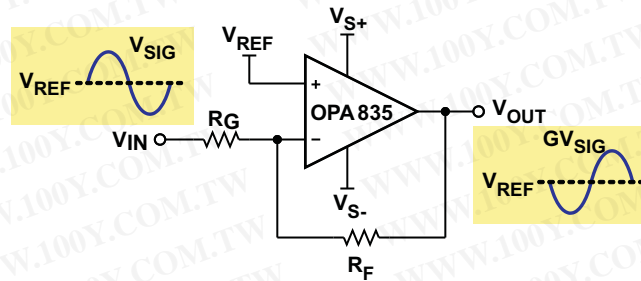 VS+
VSIG
VREF
VREF
+
OPA835
VOUT
VIN
RG
−
GVSIG
VREF
VS-
RF
WWW.100Y.COM.TW